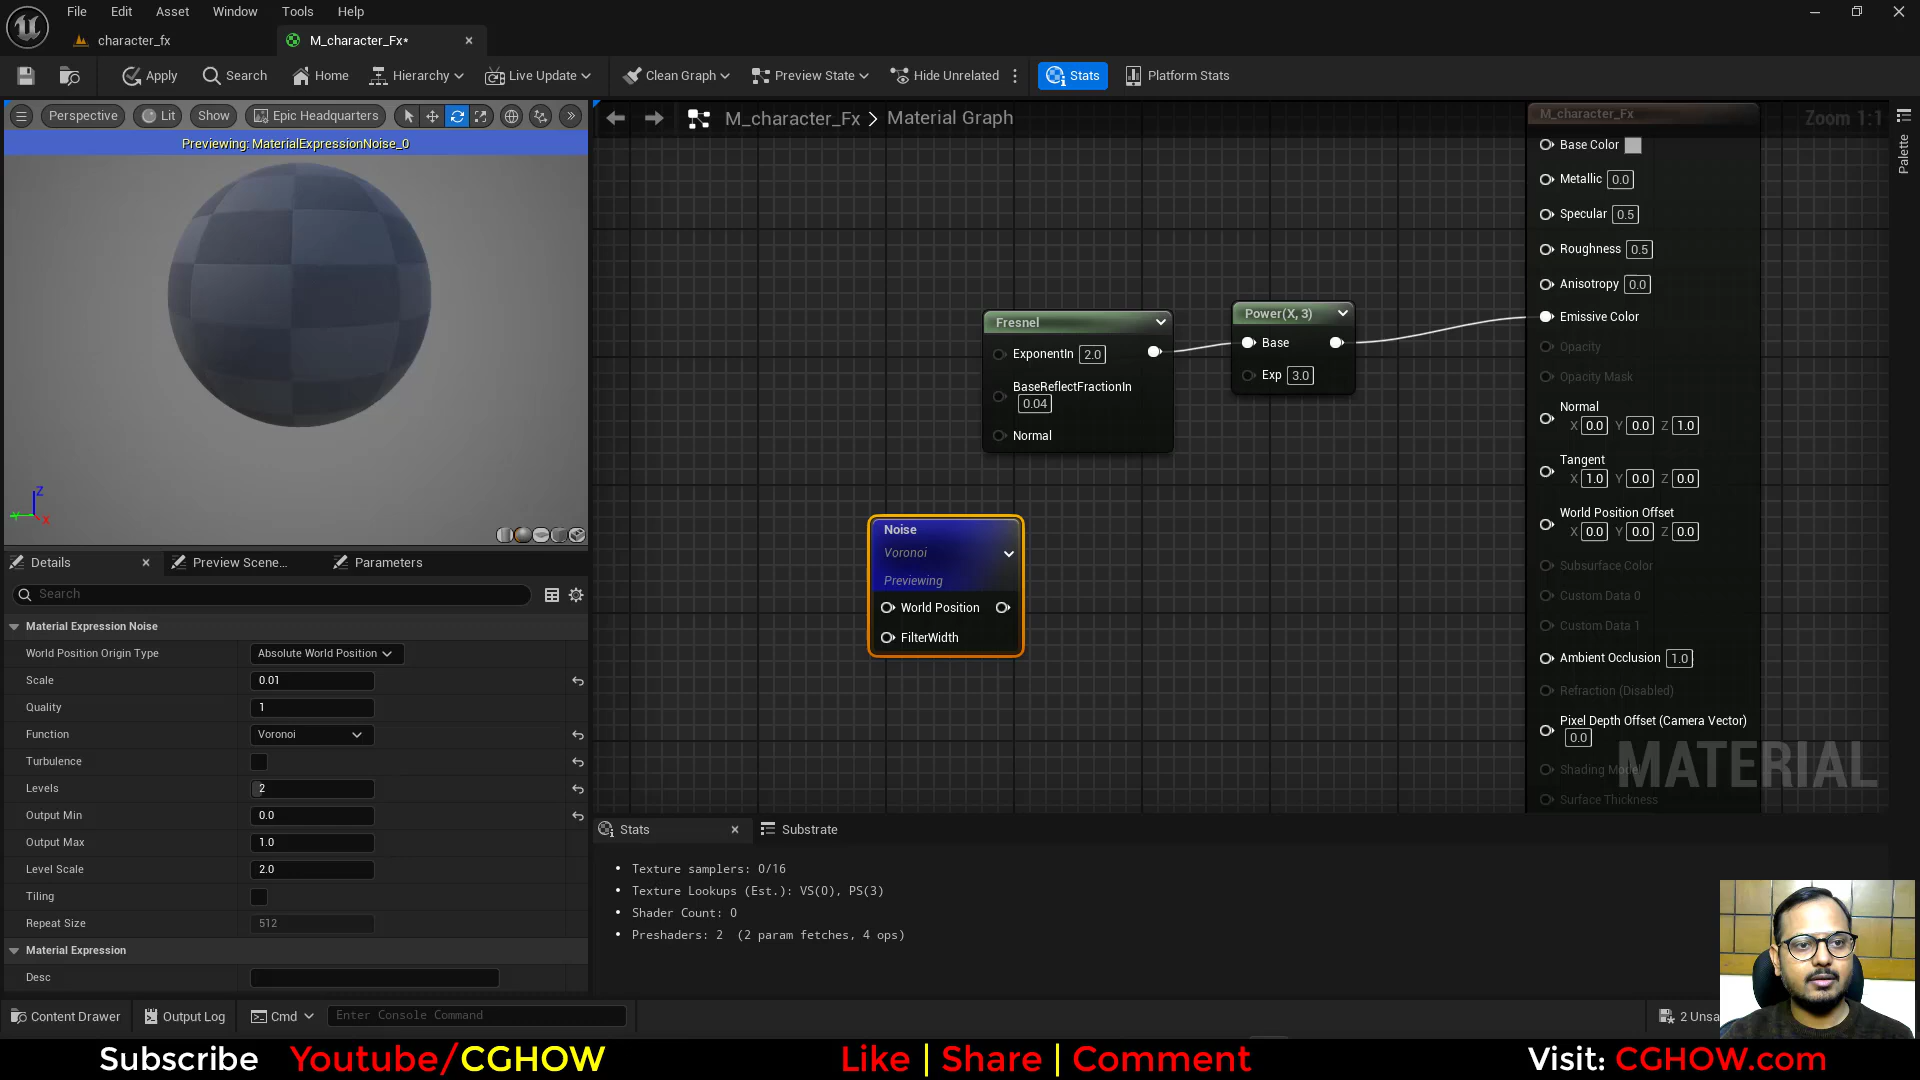 File Edit Asset Window Tools Help
character_fx
M_character_Fx*
Apply Search Home Hierarchy Live Update Clean Graph Preview State Hide Unrelated Stats Platform Stats
Perspective Lit Show Epic Headquarters
M_character_Fx > Material Graph
Zoom 1:1
Palette
Previewing: MaterialExpressionNoise_0
Z
Y
X
M_character_Fx
Base Color
Metallic 0.0
Specular 0.5
Roughness 0.5
Anisotropy 0.0
Emissive Color
Opacity
Opacity Mask
Normal
X 0.0 Y 0.0 Z 1.0
Tangent
X 1.0 Y 0.0 Z 0.0
World Position Offset
X 0.0 Y 0.0 Z 0.0
Subsurface Color
Custom Data 0
Custom Data 1
Ambient Occlusion 1.0
Refraction (Disabled)
Pixel Depth Offset (Camera Vector)
0.0
Surface Thickness
MATERIAL
Fresnel
ExponentIn 2.0
BaseReflectFractionIn
0.04
Normal
Power(X, 3)
Base
Exp 3.0
Noise
Voronoi
Previewing
World Position
FilterWidth
Details
Preview Scene...
Parameters
Search
Material Expression Noise
World Position Origin Type Absolute World Position
Scale 0.01
Quality 1
Function Voronoi
Turbulence
Levels 2
Output Min 0.0
Output Max 1.0
Level Scale 2.0
Tiling
Repeat Size 512
Material Expression
Desc
Stats
Substrate
• Texture samplers: 0/16
• Texture Lookups (Est.): VS(0), PS(3)
• Shader Count: 0
• Preshaders: 2 (2 param fetches, 4 ops)
Content Drawer Output Log Cmd Enter Console Command
2 Unsa
Subscribe Youtube/CGHOW Like | Share | Comment Visit: CGHOW.com